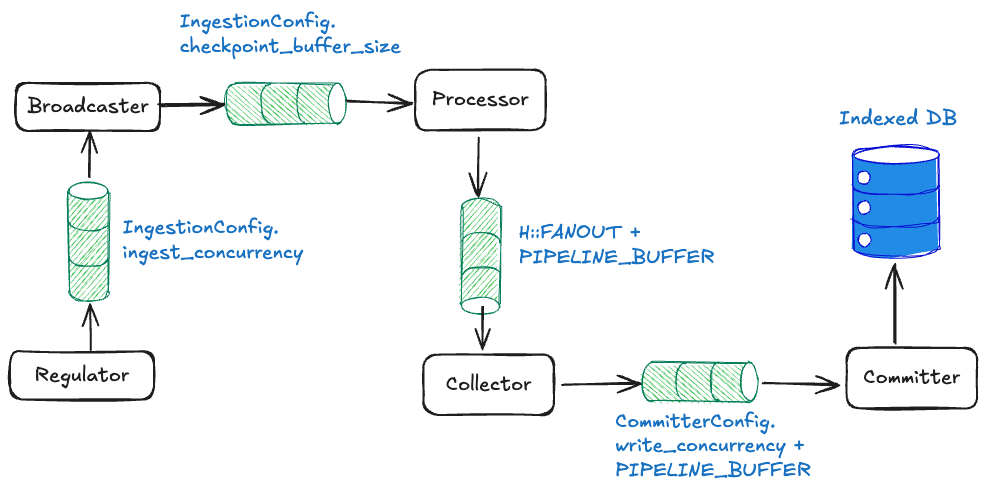 IngestionConfig.
checkpoint_buffer_size
Broadcaster
Processor
Indexed DB
IngestionConfig.
ingest_concurrency
H::FANOUT +
PIPELINE_BUFFER
Regulator
Collector
Committer
CommitterConfig.
write_concurrency +
PIPELINE_BUFFER